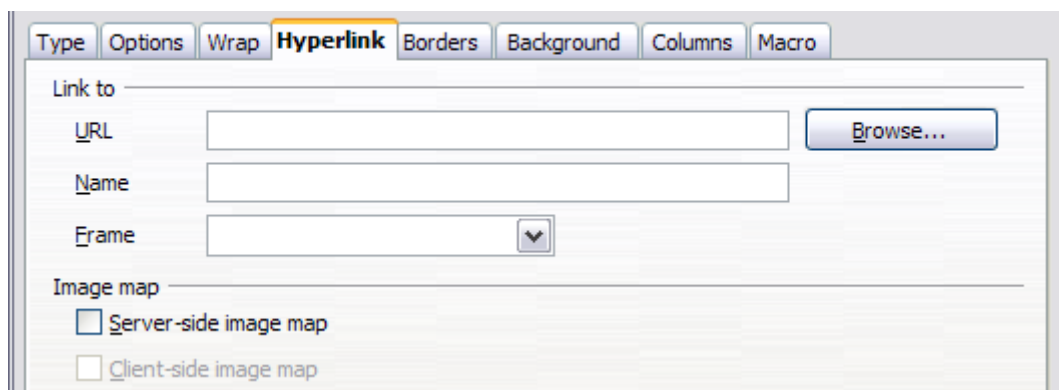 Type Options Wrap Hyperlink Borders Background Columns Macro
Link to
URL Browse...
Name
Frame
Image map
Server-side image map
Client-side image map